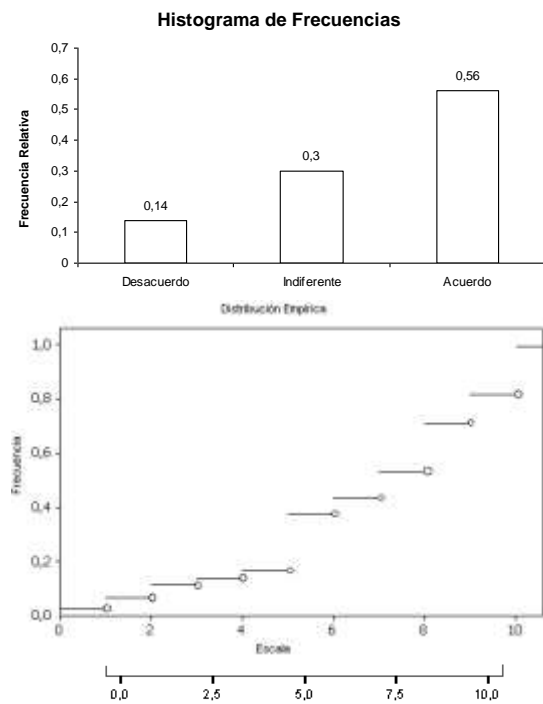 Histograma de Frecuencias
0,7
0,6
0,5
0,4
0,3
0,2
0,1
0
Frecuencia Relativa
0,14
0,3
0,56
Desacuerdo Indiferente Acuerdo
Distribución Empírica
1,0
0,8
0,6
0,4
0,2
0,0
Frecuencia
0 2 4 6 8 10
Escala
0,0 2,5 5,0 7,5 10,0